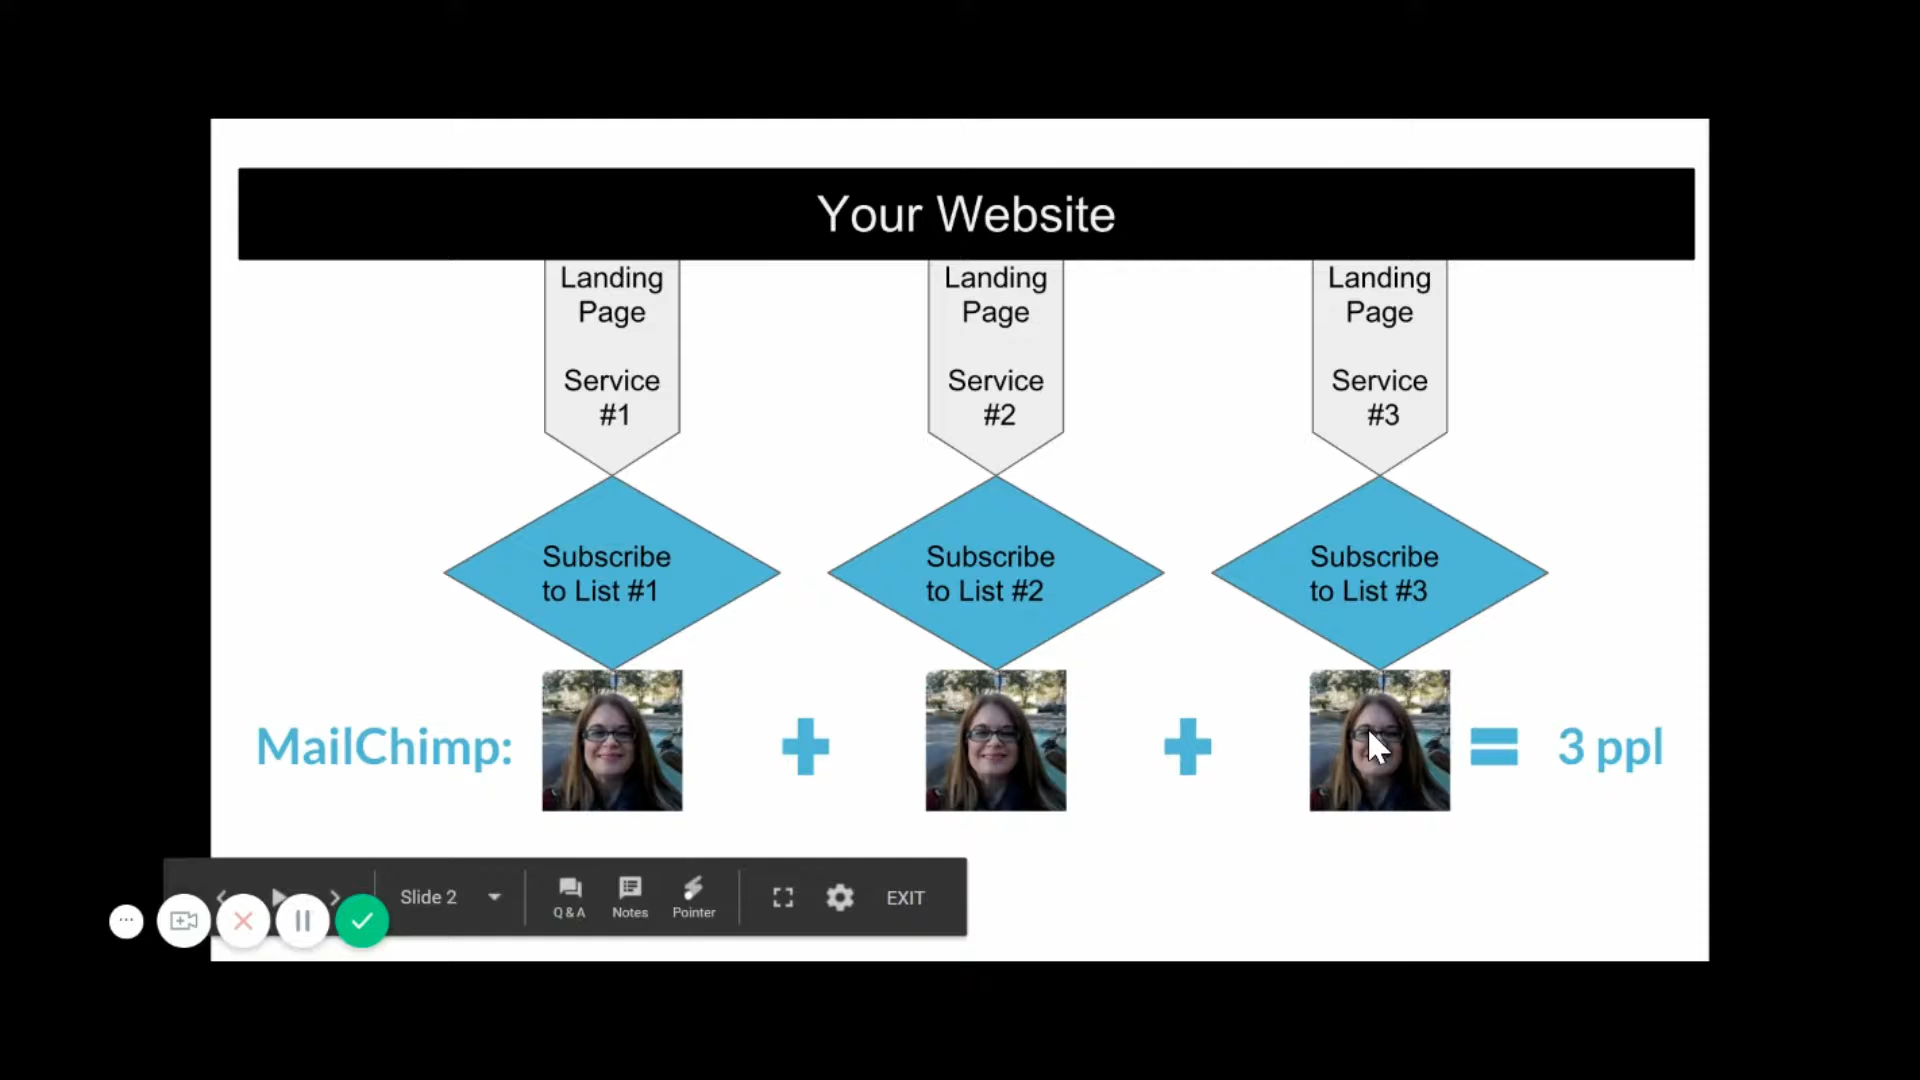 Your Website
Landing
Page
Service
#1
Landing
Page
Service
#2
Landing
Page
Service
#3
Subscribe
to List #1
Subscribe
to List #2
Subscribe
to List #3
MailChimp:
3 ppl
Slide 2
Q & A
Notes
Pointer
EXIT